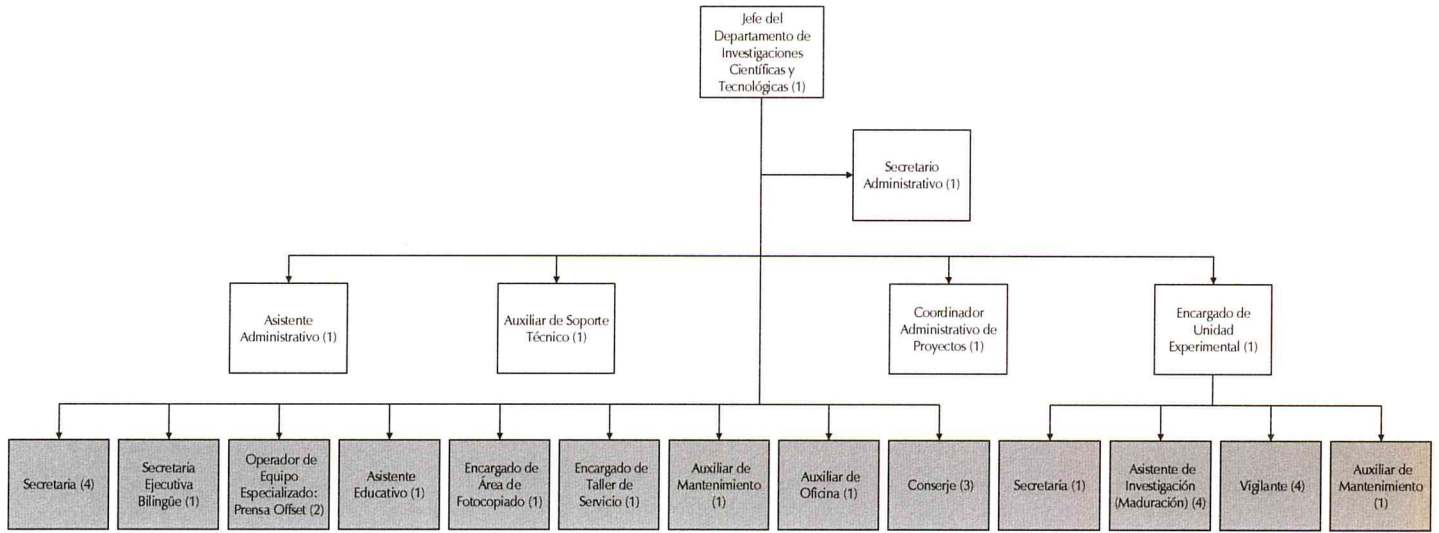 Jefe del
Departamento de
Investigaciones
Científicas y
Tecnológicas (1)
Secretario
Administrativo (1)
Asistente
Administrativo (1)
Auxiliar de Soporte
Técnico (1)
Coordinador
Administrativo de
Proyectos (1)
Encargado de
Unidad
Experimental (1)
Secretaria (4)
Secretaria
Ejecutiva
Bilingüe (1)
Operador de
Equipo
Especializado:
Prensa Offset (2)
Asistente
Educativo (1)
Encargado de
Área de
Fotocopiado (1)
Encargado de
Taller de
Servicio (1)
Auxiliar de
Mantenimiento
(1)
Auxiliar de
Oficina (1)
Conserje (3)
Secretaria (1)
Asistente de
Investigación
(Maduración) (4)
Vigilante (4)
Auxiliar de
Mantenimiento
(1)